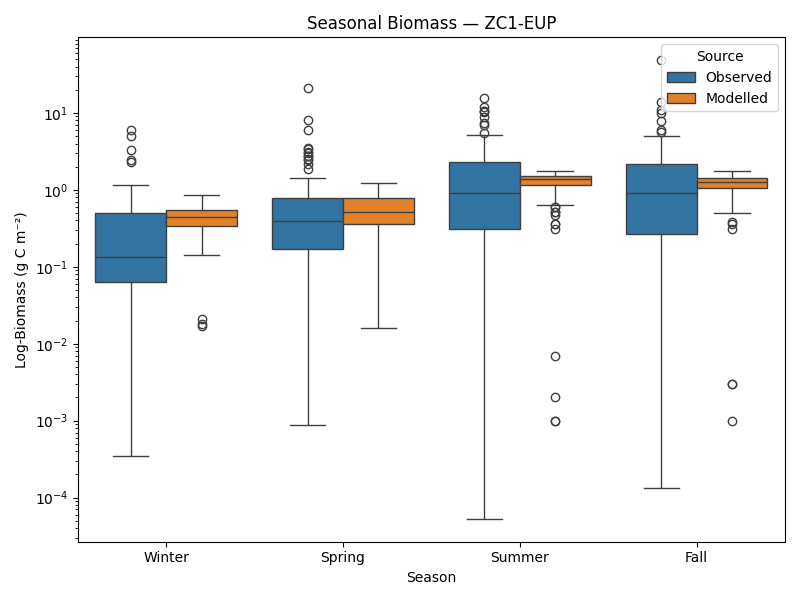 Seasonal Biomass — ZC1-EUP
Source
Observed
Modelled
Log-Biomass (g C m⁻²)
10¹
10⁰
10⁻¹
10⁻²
10⁻³
10⁻⁴
Winter
Spring
Summer
Fall
Season